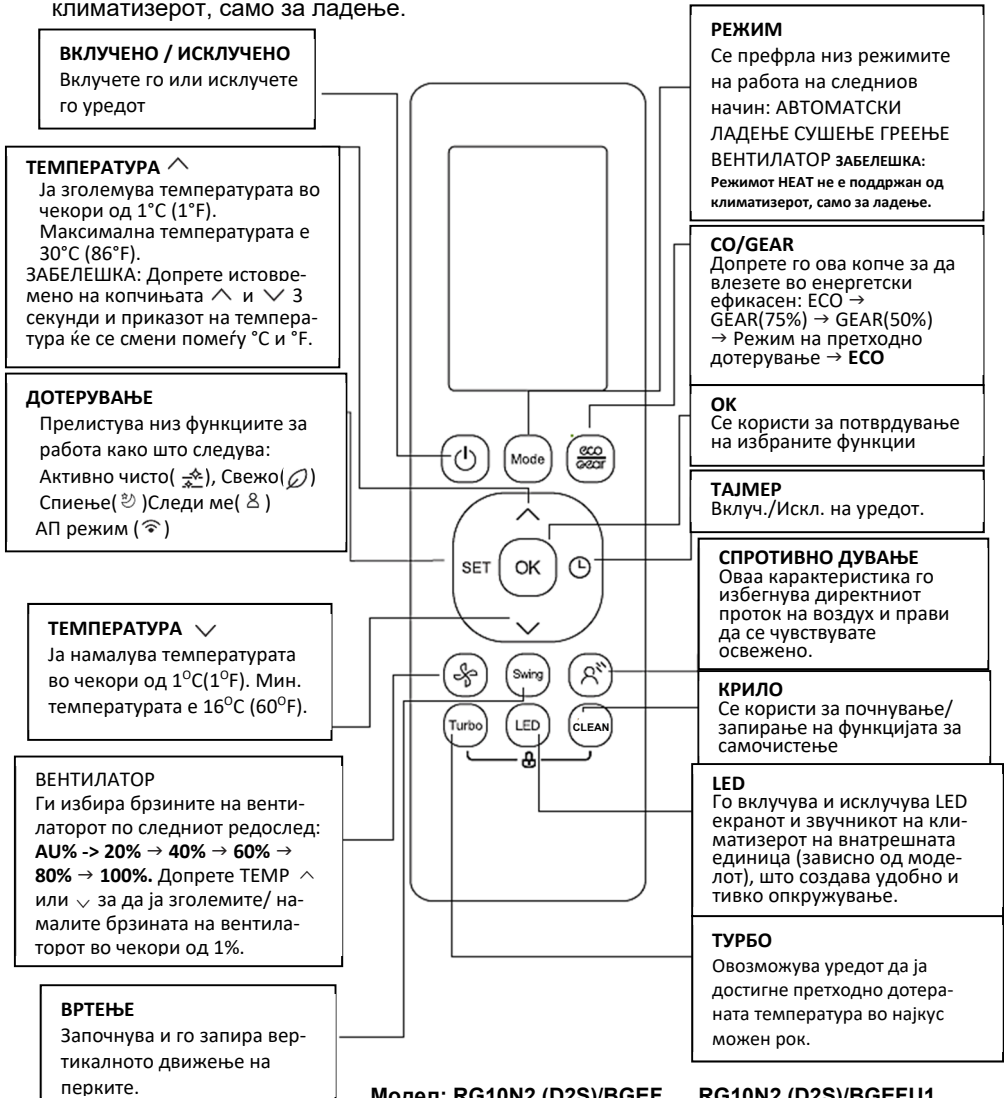 климатизерот, само за ладење.
ВКЛУЧЕНО / ИСКЛУЧЕНО
Вклучете го или исклучете
го уредот
ТЕМПЕРАТУРА ^
Ја зголемува температурата во
чекори од 1°C (1°F).
Максимална температурата е
30°C (86°F).
ЗАБЕЛЕШКА: Допрете истовре-
мено на копчињата ^ и ⌵ 3
секунди и приказот на темпера-
тура ќе се смени помеѓу °C и °F.
ДОТЕРУВАЊЕ
Прелистува низ функциите за
работа како што следува:
Активно чисто( ), Свежо( )
Спиење( )Следи ме( )
АП режим ( )
ТЕМПЕРАТУРА ⌵
Ја намалува температурата
во чекори од 1⁰C(1⁰F). Мин.
температурата е 16⁰C (60⁰F).
ВЕНТИЛАТОР
Ги избира брзините на венти-
латорот по следниот редослед:
AU% -> 20% → 40% → 60% →
80% → 100%. Допрете TEMP ^
или ⌵ за да ја зголемите/ на-
малите брзината на вентила-
торот во чекори од 1%.
ВРТЕЊЕ
Започнува и го запира вер-
тикалното движење на
перките.
Mode
eco
gear
SET
OK
Swing
Turbo
LED
CLEAN
РЕЖИМ
Се префрла низ режимите
на работа на следниов
начин: АВТОМАТСКИ
ЛАДЕЊЕ СУШЕЊЕ ГРЕЕЊЕ
ВЕНТИЛАТОР ЗАБЕЛЕШКА:
Режимот HEAT не е поддржан од
климатизерот, само за ладење.
CO/GEAR
Допрете го ова копче за да
влезете во енергетски
ефикасен: ECO →
GEAR(75%) → GEAR(50%)
→ Режим на претходно
дотерување → ECO
OK
Се користи за потврдување
на избраните функции
ТАЈМЕР
Вклуч./Искл. на уредот.
СПРОТИВНО ДУВАЊЕ
Оваа карактеристика го
избегнува директниот
проток на воздух и прави
да се чувствувате
освежено.
КРИЛО
Се користи за почнување/
запирање на функцијата за
самочистење
LED
Го вклучува и исклучува LED
екранот и звучникот на кли-
матизерот на внатрешната
единица (зависно од моде-
лот), што создава удобно и
тивко опкружување.
ТУРБО
Овозможува уредот да ја
достигне претходно дотера-
ната температура во најкус
можен рок.
Модел: RG10N2 (D2S)/BGEF RG10N2 (D2S)/BGEFU1